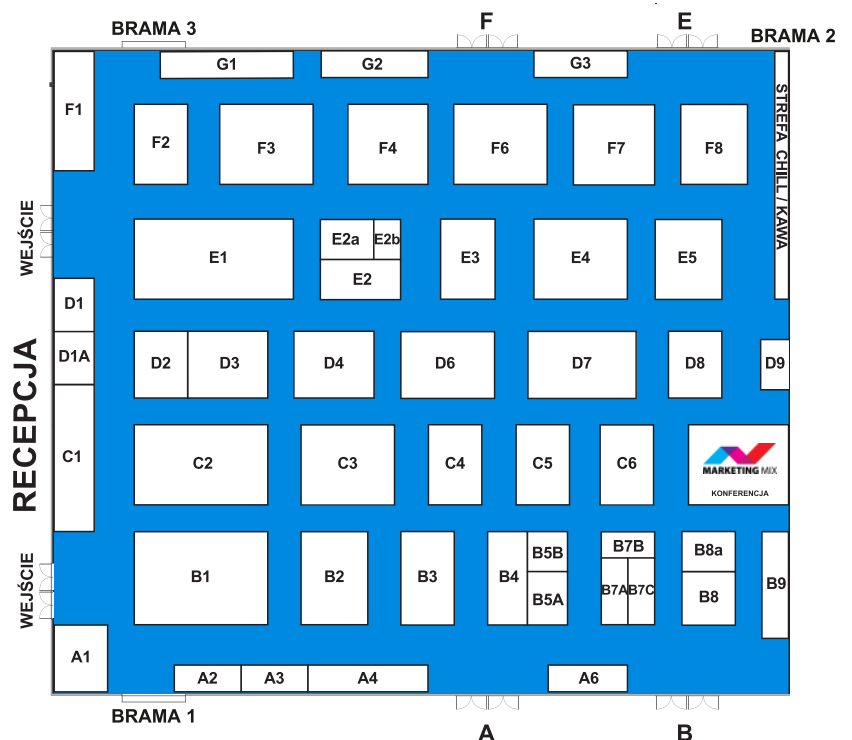 F
E
BRAMA 3
BRAMA 2
G1
G2
G3
F1
F2
F3
F4
F6
F7
F8
STREFA CHILL / KAWA
WEJŚCIE
E1
E2a
E2b
E2
E3
E4
E5
D1
D1A
D2
D3
D4
D6
D7
D8
D9
RECEPCJA
C1
C2
C3
C4
C5
C6
MARKETING MIX
KONFERENCJA
WEJŚCIE
B1
B2
B3
B4
B5B
B5A
B7B
B7A
B7C
B8a
B8
B9
A1
A2
A3
A4
A6
BRAMA 1
A
B